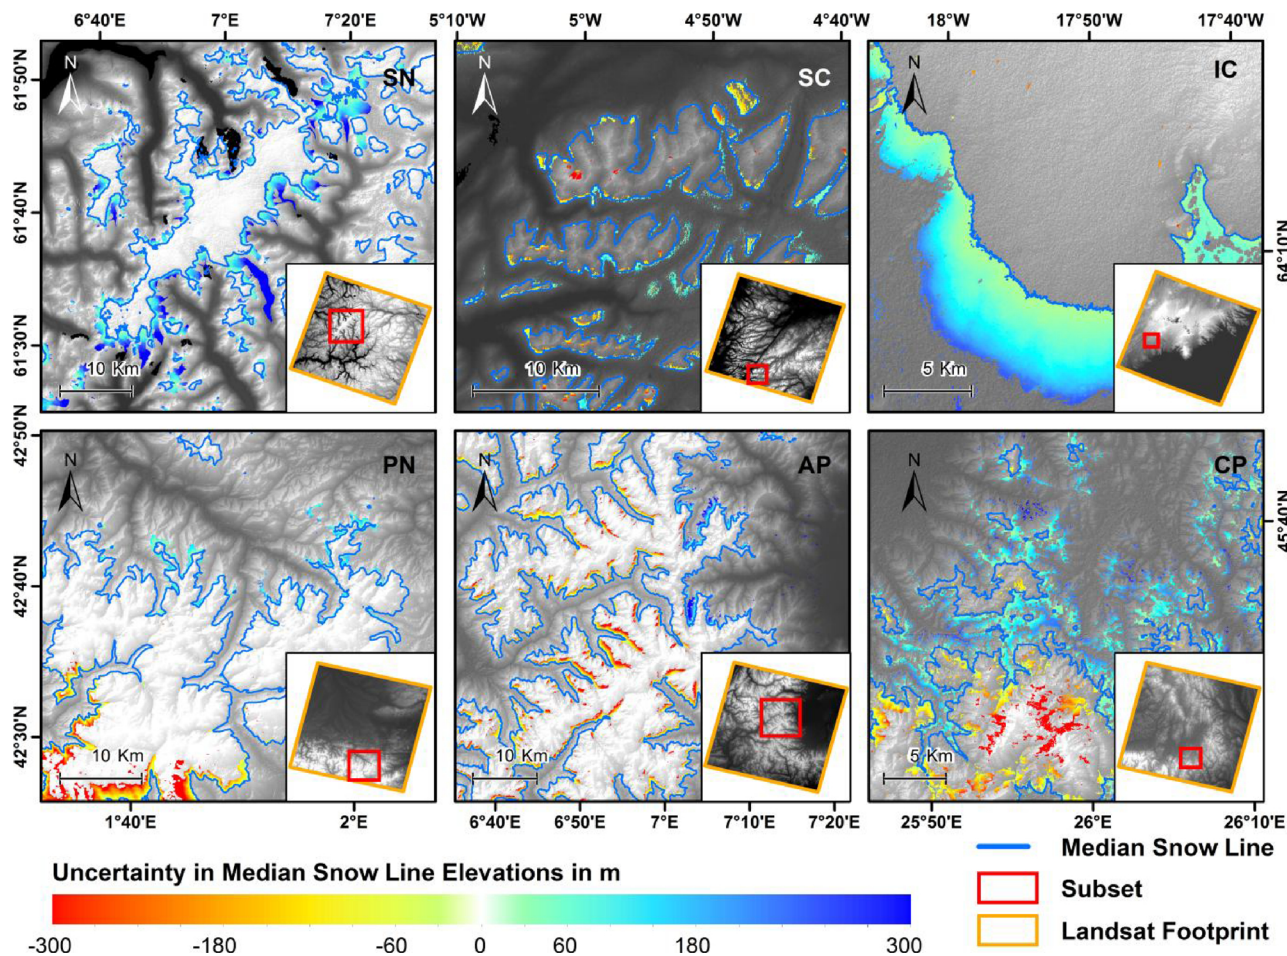 6°40'E 7°0'E 7°20'E 5°10'W 5°W 4°50'W 4°40'W 18°W 17°50'W 17°40'W
61°50'N
61°40'N
61°30'N
N
SN
10 Km
N
SC
10 Km
N
IC
5 Km
64°10'N
42°50'N
42°40'N
42°30'N
N
PN
10 Km
N
AP
10 Km
N
CP
5 Km
45°40'N
1°40'E 2°E 6°40'E 6°50'E 7°E 7°10'E 7°20'E 25°50'E 26°E 26°10'E
Uncertainty in Median Snow Line Elevations in m
-300 -180 -60 0 60 180 300
Median Snow Line
Subset
Landsat Footprint